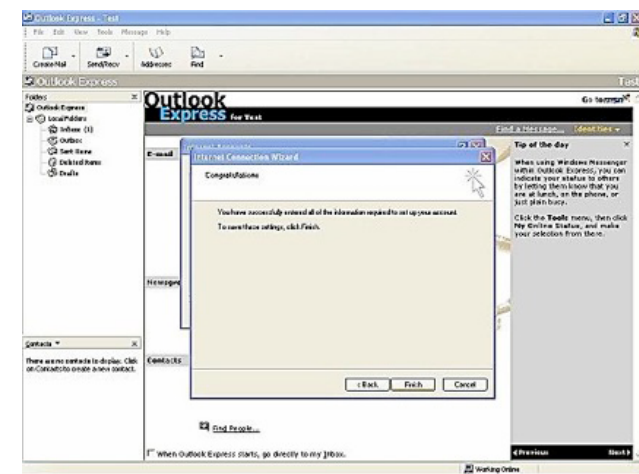 Outlook Express - Test
File Edit View Tools Message Help
Create Mail Send/Recv Addresses Find
Outlook Express
Test
Folders
Outlook Express
Local Folders
Inbox (1)
Outbox
Sent Items
Deleted Items
Drafts
Contacts
There are no contacts to display. Click
on Contacts to create a new contact.
Outlook
Express for Test
Go to msn
Find a Message... Identities
E-mail
Newsgro
Contacts
Find People...
When Outlook Express starts, go directly to my Inbox.
Internet Accounts
Internet Connection Wizard
Congratulations
You have successfully entered all of the information required to set up your account.
To save these settings, click Finish.
< Back Finish Cancel
Tip of the day
When using Windows Messenger
within Outlook Express, you can
indicate your status to others
by letting them know that you
are at lunch, on the phone, or
just plain busy.
Click the Tools menu, then click
My Online Status, and make
your selection from there.
Previous Next
Working Online